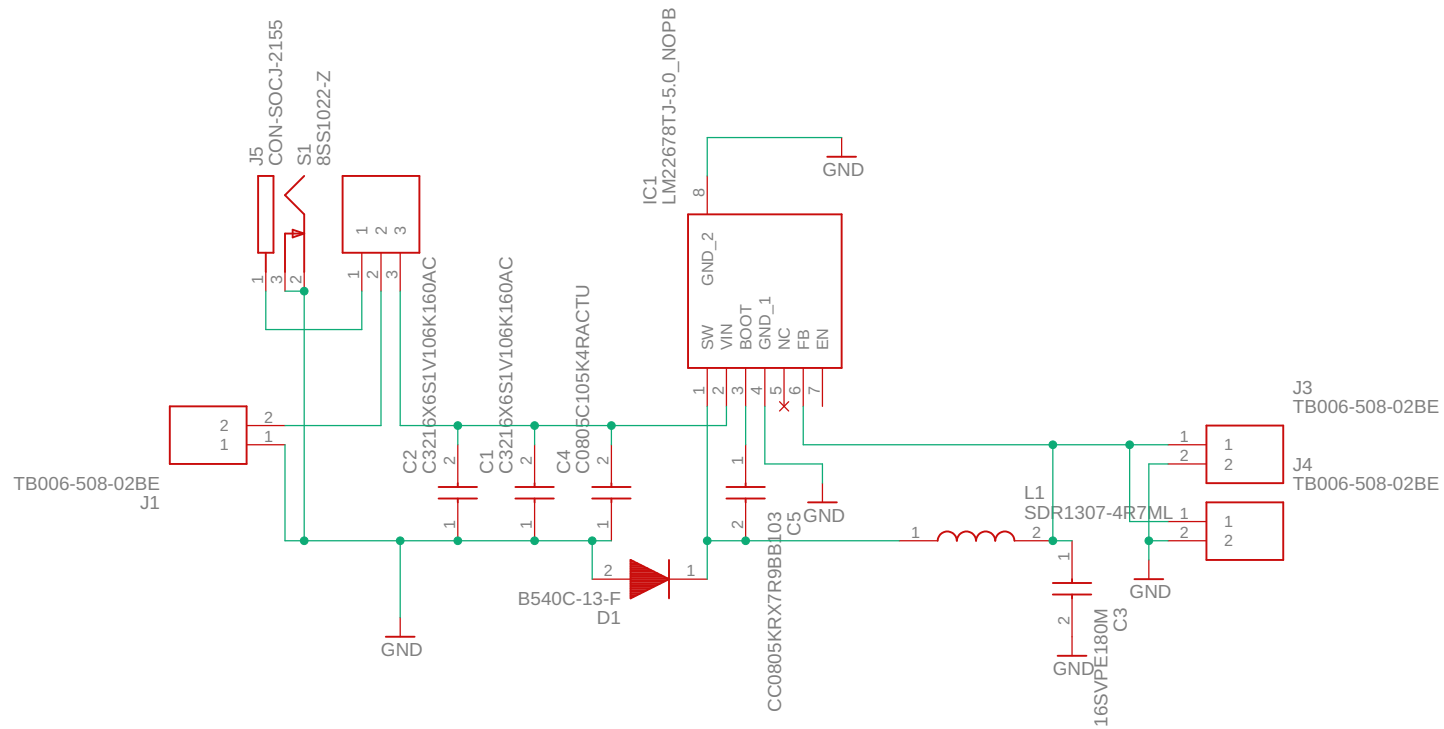 J5
CON-SOCJ-2155
S1
8SS1022-Z
1
3
2
1
2
3
1
2
3
IC1
LM22678TJ-5.0_NOPB
GND
8
GND_2
SW
VIN
BOOT
GND_1
NC
FB
EN
1
2
3
4
5
6
7
2
1
2
1
TB006-508-02BE
J1
C2
C3216X6S1V106K160AC
2
1
C1
C3216X6S1V106K160AC
2
1
C4
C0805C105K4RACTU
2
1
1
2
CC0805KRX7R9BB103
C5
GND
2
1
B540C-13-F
D1
GND
L1
SDR1307-4R7ML
1
2
1
2
16SVPE180M
C3
GND
J3
TB006-508-02BE
1
2
1
2
J4
TB006-508-02BE
1
2
1
2
GND